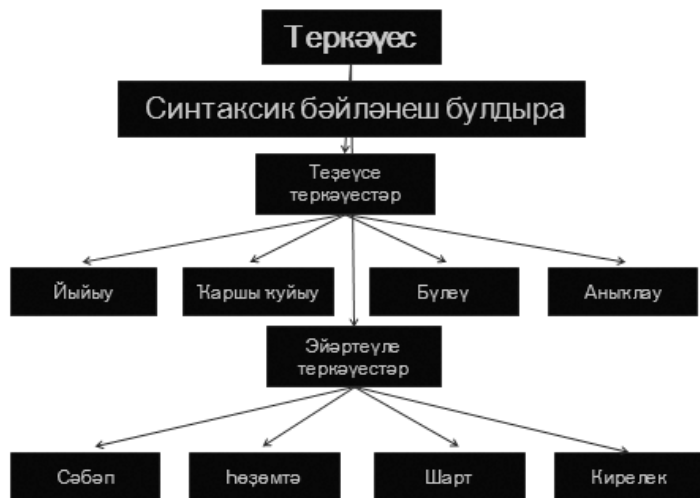 Теркәүес
Синтаксик бәйләнеш булдыра
Теҙеүсе
теркәүестәр
Йыйыу
Ҡаршы ҡуйыу
Бүлеү
Аныҡлау
Эйәртеүле
теркәүестәр
Сәбәп
Һөҙөмтә
Шарт
Кирелек